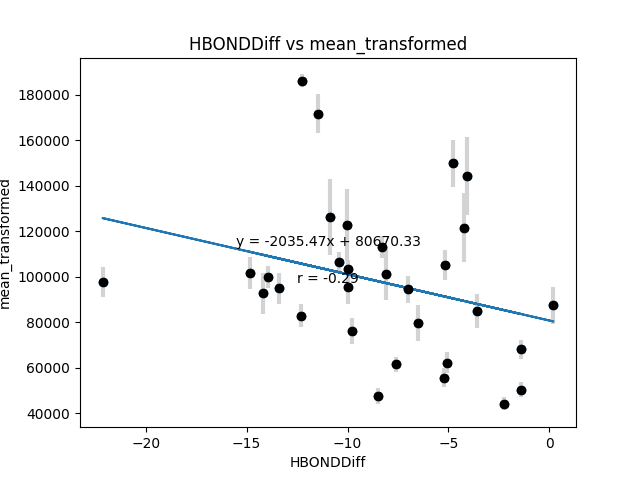 HBONDDiff vs mean_transformed
mean_transformed
180000
160000
140000
120000
100000
80000
60000
40000
y = -2035.47x + 80670.33
r = -0.29
−20
−15
−10
−5
0
HBONDDiff